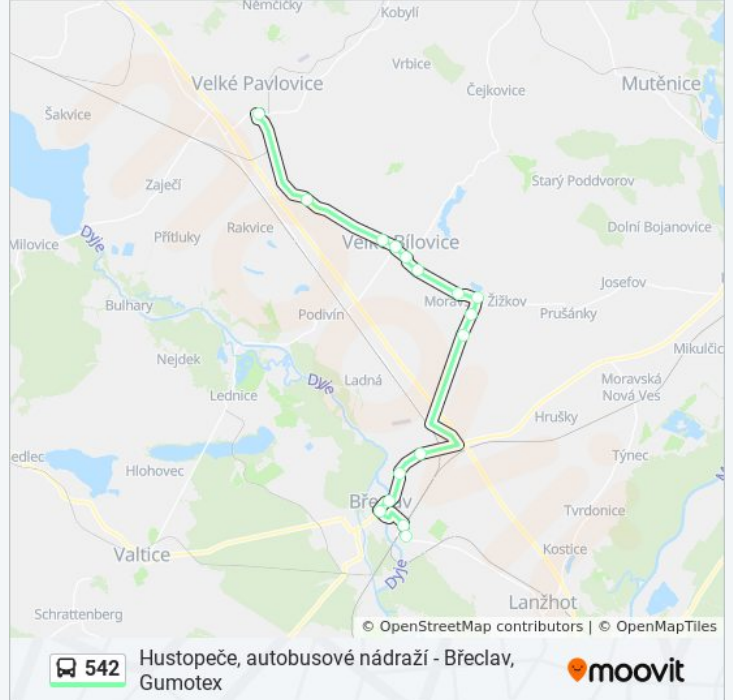 Němčičky
Kobylí
Velké Pavlovice
Vrbice
Čejkovice
Mutěnice
Šakvice
Zaječí
Starý Poddvorov
Dolní Bojanovice
Dyje
Milovice
Přítluky
Rakvice
Velké Bílovice
Bulhary
Podivín
Moravský Žižkov
Josefov
Prušánky
Mikulčic
Nejdek
Dyje
Ladná
Lednice
Moravská
Nová Ves
Hrušky
edlec
Hlohovec
Týnec
Břeclav
Tvrdonice
Valtice
Kostice
Dyje
Lanžhot
Schrattenberg
© OpenStreetMap contributors | © OpenMapTiles
542
Hustopeče, autobusové nádraží - Břeclav,
Gumotex
moovit